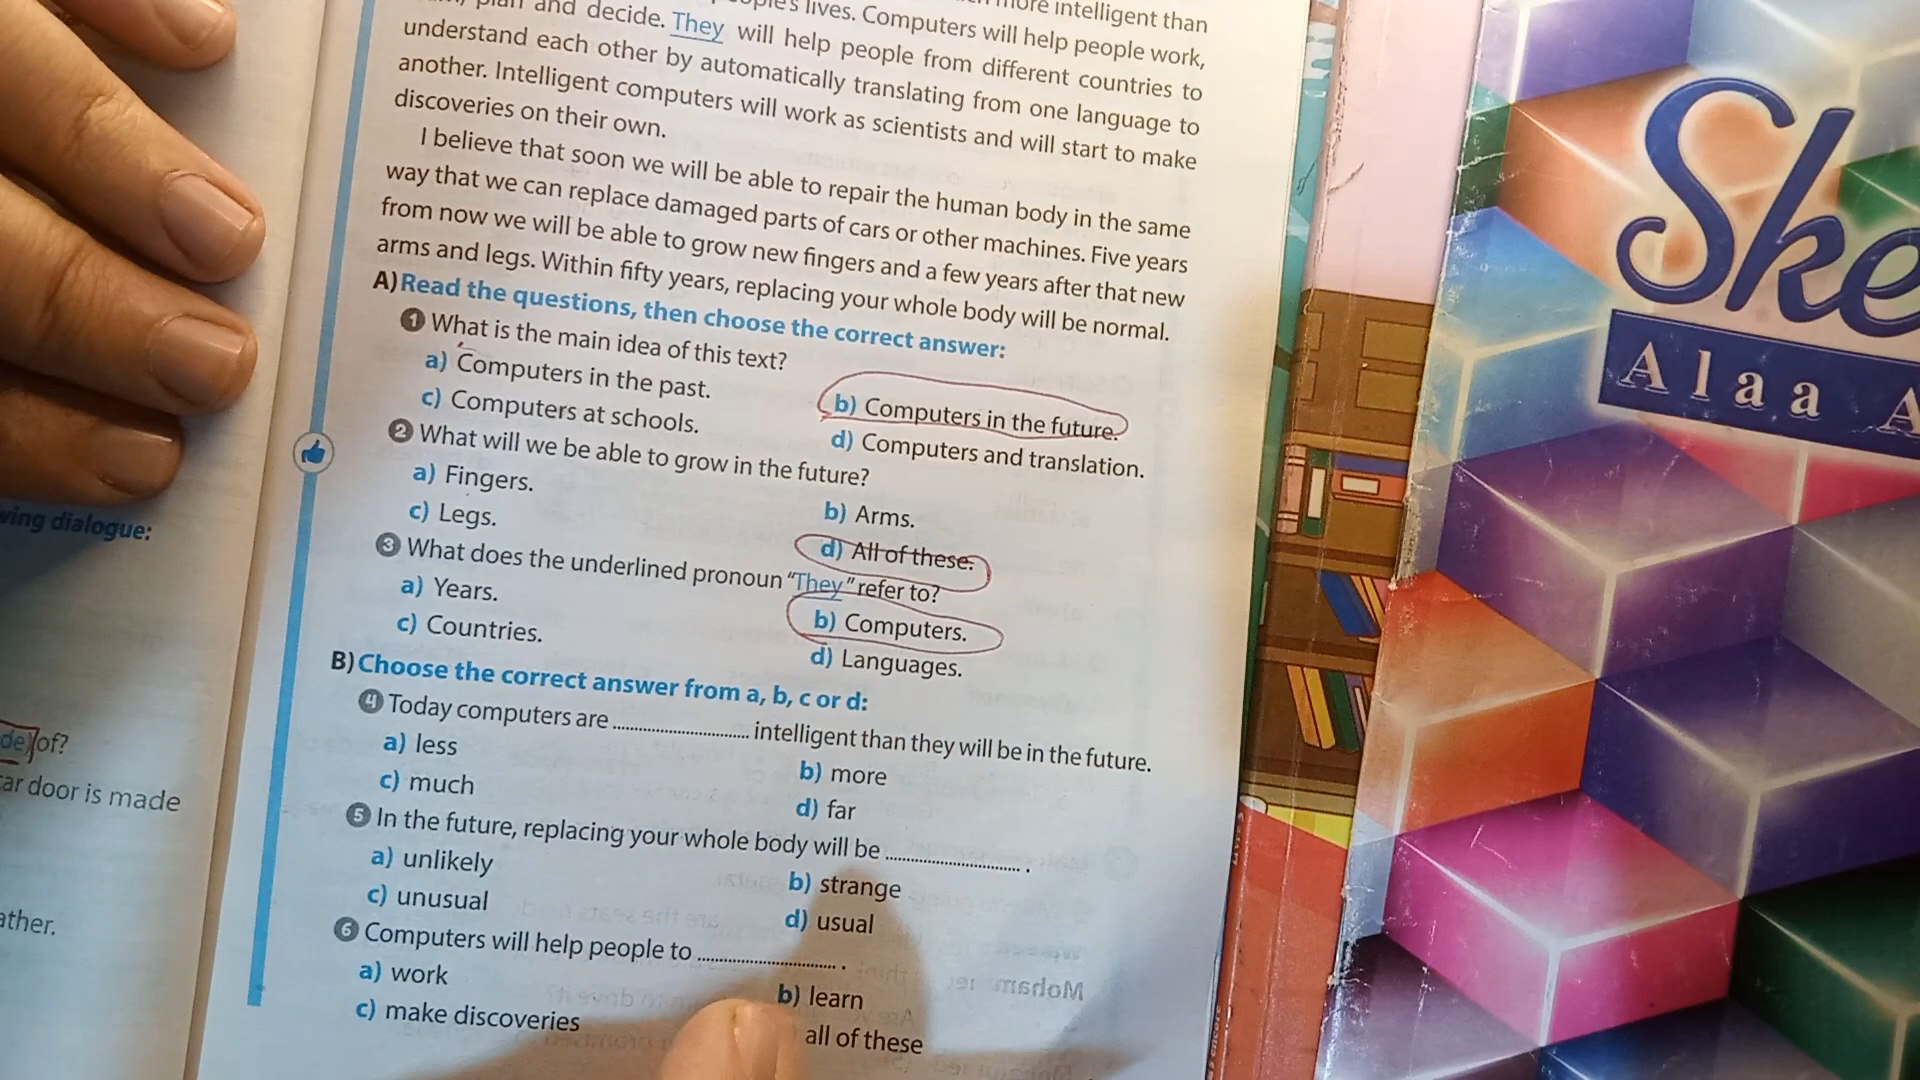 more intelligent than
lives. Computers will help people work,
plan and decide. They will help people from different countries to
understand each other by automatically translating from one language to
another. Intelligent computers will work as scientists and will start to make
discoveries on their own.
I believe that soon we will be able to repair the human body in the same
way that we can replace damaged parts of cars or other machines. Five years
from now we will be able to grow new fingers and a few years after that new
arms and legs. Within fifty years, replacing your whole body will be normal.
A) Read the questions, then choose the correct answer:
1 What is the main idea of this text?
a) Computers in the past.
b) Computers in the future.
c) Computers at schools.
d) Computers and translation.
2 What will we be able to grow in the future?
a) Fingers.
b) Arms.
c) Legs.
d) All of these.
3 What does the underlined pronoun "They" refer to?
a) Years.
b) Computers.
c) Countries.
d) Languages.
B) Choose the correct answer from a, b, c or d:
4 Today computers are .................... intelligent than they will be in the future.
a) less
b) more
c) much
d) far
5 In the future, replacing your whole body will be .................... .
a) unlikely
b) strange
c) unusual
d) usual
6 Computers will help people to .................... .
a) work
b) learn
c) make discoveries
all of these
dialogue:
of?
door is made
Ske
Alaa A